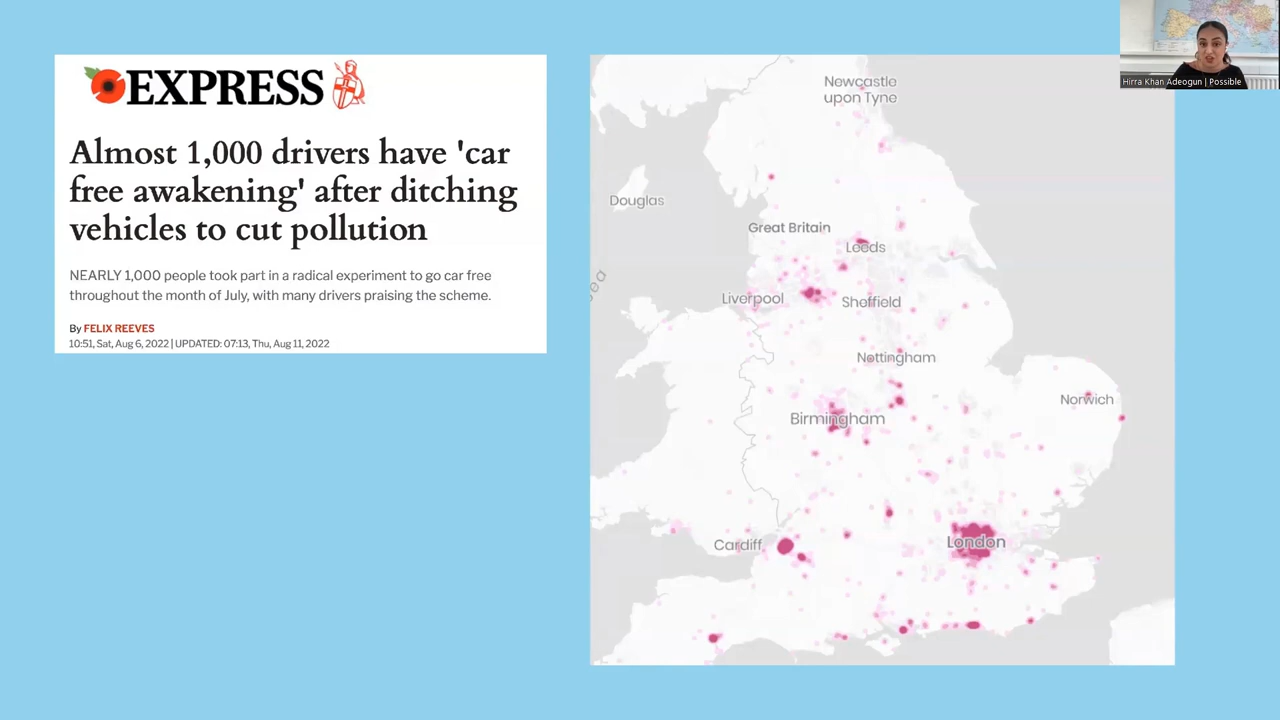 EXPRESS
Almost 1,000 drivers have 'car
free awakening' after ditching
vehicles to cut pollution
NEARLY 1,000 people took part in a radical experiment to go car free
throughout the month of July, with many drivers praising the scheme.
By FELIX REEVES
10:51, Sat, Aug 6, 2022 | UPDATED: 07:13, Thu, Aug 11, 2022
Newcastle
upon Tyne
Douglas
Great Britain
Leeds
sea
Liverpool
Sheffield
Nottingham
Norwich
Birmingham
Cardiff
London
Hirra Khan Adeogun | Possible